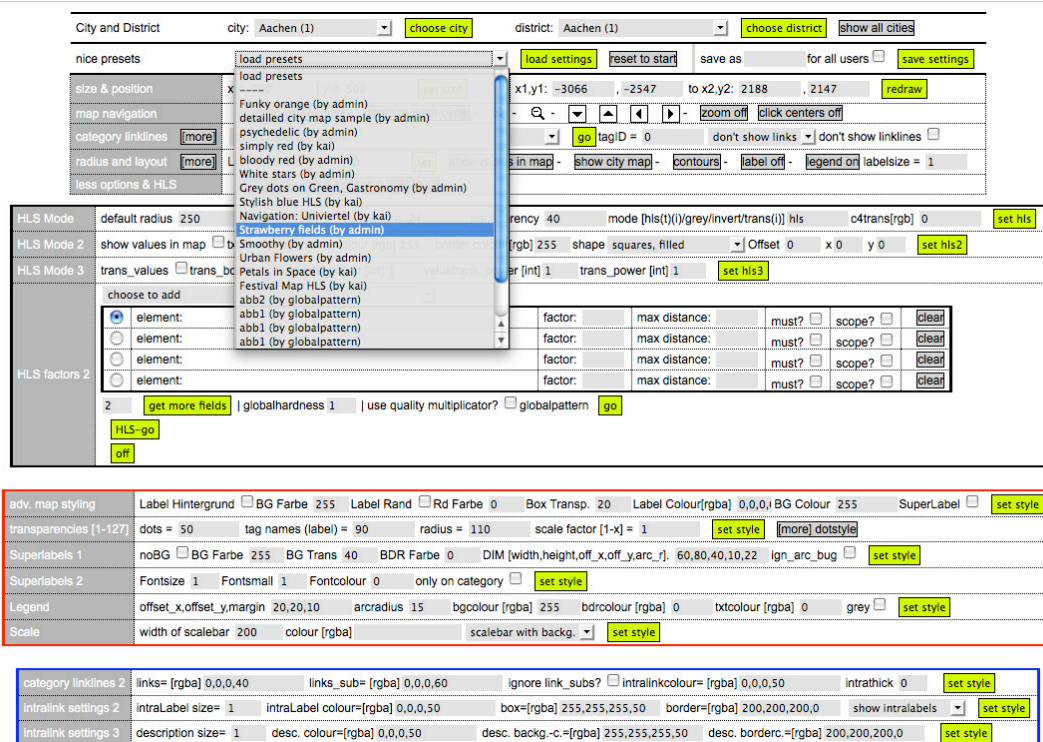 City and District city: Aachen (1) choose city district: Aachen (1) choose district show all cities
nice presets load presets load settings reset to start save as for all users save settings
load presets
----
Funky orange (by admin)
detailled city map sample (by admin)
psychedelic (by admin)
simply red (by kai)
bloody red (by admin)
White stars (by admin)
Grey dots on Green, Gastronomy (by admin)
Stylish blue HLS (by kai)
Navigation: Univiertel (by kai)
Strawberry fields (by admin)
Smoothy (by admin)
Urban Flowers (by admin)
Petals in Space (by kai)
Festival Map HLS (by kai)
abb2 (by globalpattern)
abb1 (by globalpattern)
abb1 (by globalpattern)
abb1 (by globalpattern)
size & position x1,y1: -3066 , -2547 to x2,y2: 2188 , 2147 redraw
map navigation - - zoom off click centers off
category linklines [more] go tagID = 0 don't show links don't show linklines
radius and layout [more] s in map - show city map - contours - label off - legend on labelsize = 1
less options & HLS
HLS Mode default radius 250 rency 40 mode [hls(t)(i)/grey/invert/trans(i)] hls c4trans[rgb] 0 set hls
HLS Mode 2 show values in map [rgb] 255 shape squares, filled Offset 0 x 0 y 0 set hls2
HLS Mode 3 trans_values trans_bo r [int] 1 trans_power [int] 1 set hls3
choose to add
element: factor: max distance: must? scope? clear
element: factor: max distance: must? scope? clear
element: factor: max distance: must? scope? clear
HLS factors 2
element: factor: max distance: must? scope? clear
2 get more fields | globalhardness 1 | use quality multiplicator? globalpattern go
HLS-go
off
adv. map styling Label Hintergrund BG Farbe 255 Label Rand Rd Farbe 0 Box Transp. 20 Label Colour[rgba] 0,0,0,( BG Colour 255 SuperLabel set style
transparencies [1-127] dots = 50 tag names (label) = 90 radius = 110 scale factor [1-x] = 1 set style [more] dotstyle
Superlabels 1 noBG BG Farbe 255 BG Trans 40 BDR Farbe 0 DIM [width,height,off_x,off_y,arc_r]. 60,80,40,10,22 ign_arc_bug set style
Superlabels 2 Fontsize 1 Fontsmall 1 Fontcolour 0 only on category set style
Legend offset_x,offset_y,margin 20,20,10 arcradius 15 bgcolour [rgba] 255 bdrcolour [rgba] 0 txtcolour [rgba] 0 grey set style
Scale width of scalebar 200 colour [rgba] scalebar with backg. set style
category linklines 2 links= [rgba] 0,0,0,40 links_sub= [rgba] 0,0,0,60 ignore link_subs? intralinkcolour= [rgba] 0,0,0,50 intrathick 0 set style
intralink settings 2 intraLabel size= 1 intraLabel colour=[rgba] 0,0,0,50 box=[rgba] 255,255,255,50 border=[rgba] 200,200,200,0 show intralabels set style
intralink settings 3 description size= 1 desc. colour=[rgba] 0,0,0,50 desc. backg.-c.=[rgba] 255,255,255,50 desc. borderc.=[rgba] 200,200,200,0 set style